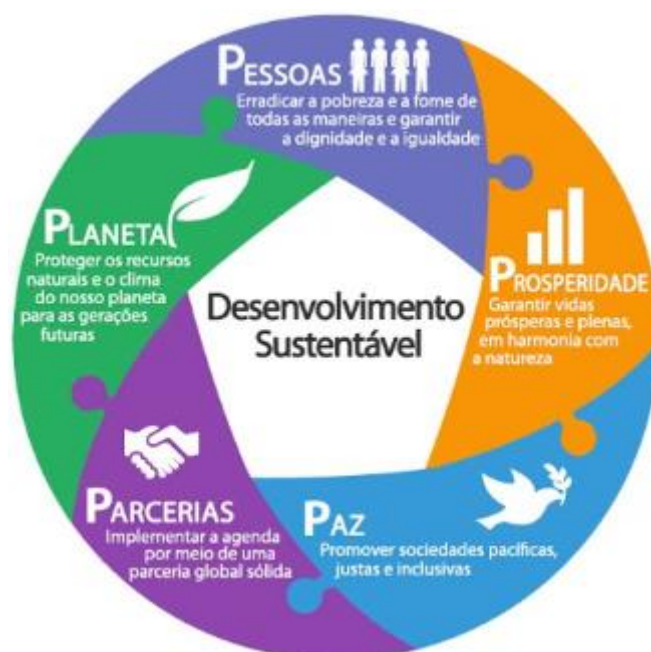 PESSOAS
Erradicar a pobreza e a fome de
todas as maneiras e garantir
a dignidade e a igualdade
PROSPERIDADE
Garantir vidas
prósperas e plenas,
em harmonia com
a natureza
PAZ
Promover sociedades pacíficas,
justas e inclusivas
PARCERIAS
Implementar a agenda
por meio de uma
parceria global sólida
PLANETA
Proteger os recursos
naturais e o clima
do nosso planeta
para as gerações
futuras
Desenvolvimento
Sustentável